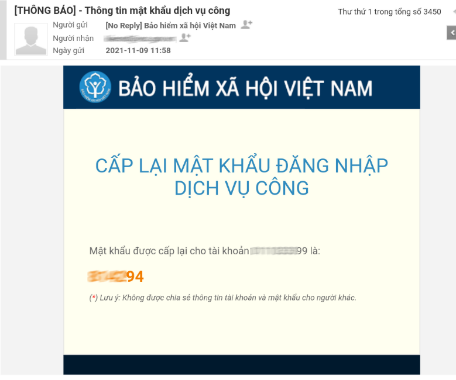 [THÔNG BÁO] - Thông tin mật khẩu dịch vụ công
Thư thứ 1 trong tổng số 3450
Người gửi [No Reply] Bảo hiểm xã hội Việt Nam
Người nhận
Ngày gửi 2021-11-09 11:58
BẢO HIỂM XÃ HỘI VIỆT NAM
CẤP LẠI MẬT KHẨU ĐĂNG NHẬP
DỊCH VỤ CÔNG
Mật khẩu được cấp lại cho tài khoản 99 là:
94
(*) Lưu ý: Không được chia sẻ thông tin tài khoản và mật khẩu cho người khác.